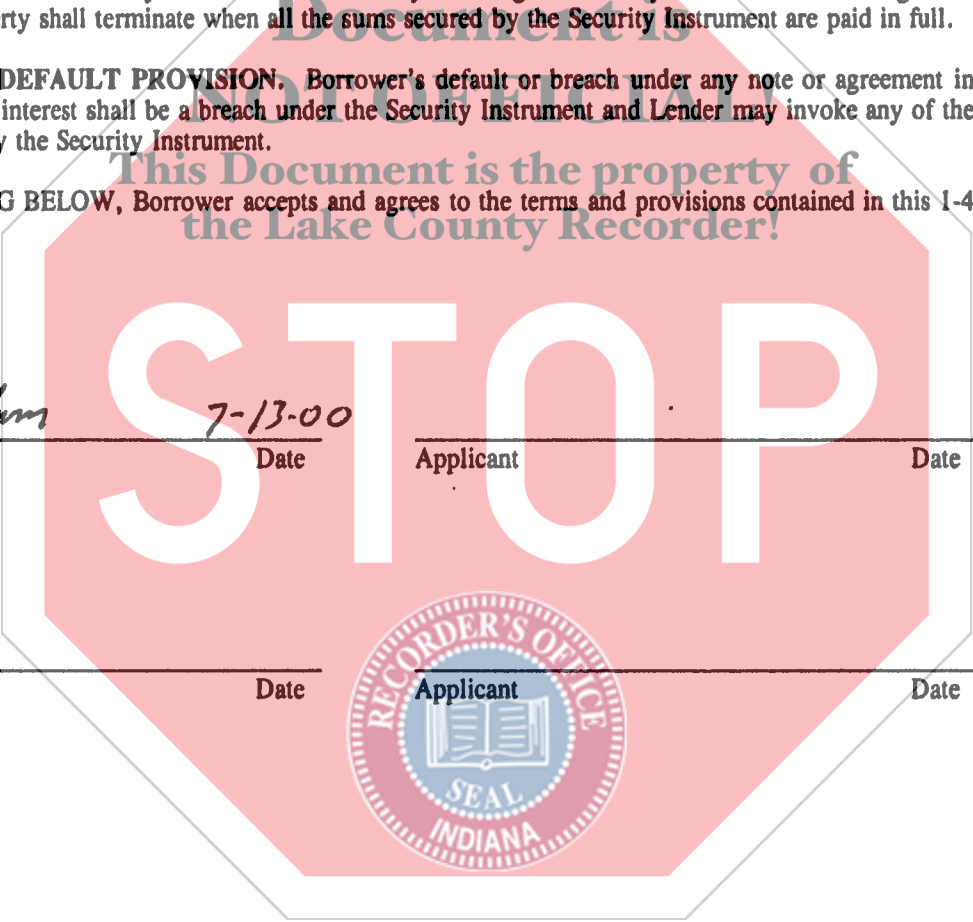 rty shall terminate when all the sums secured by the Security Instrument are paid in full.
Document is
DEFAULT PROVISION. Borrower's default or breach under any note or agreement in
NOT OFFICIAL
interest shall be a breach under the Security Instrument and Lender may invoke any of the
y the Security Instrument.
This Document is the property of
G BELOW, Borrower accepts and agrees to the terms and provisions contained in this 1-4
the Lake County Recorder!
STOP
7-13-00
Date Applicant Date
Date Applicant Date
RECORDER'S OFFICE
SEAL
INDIANA